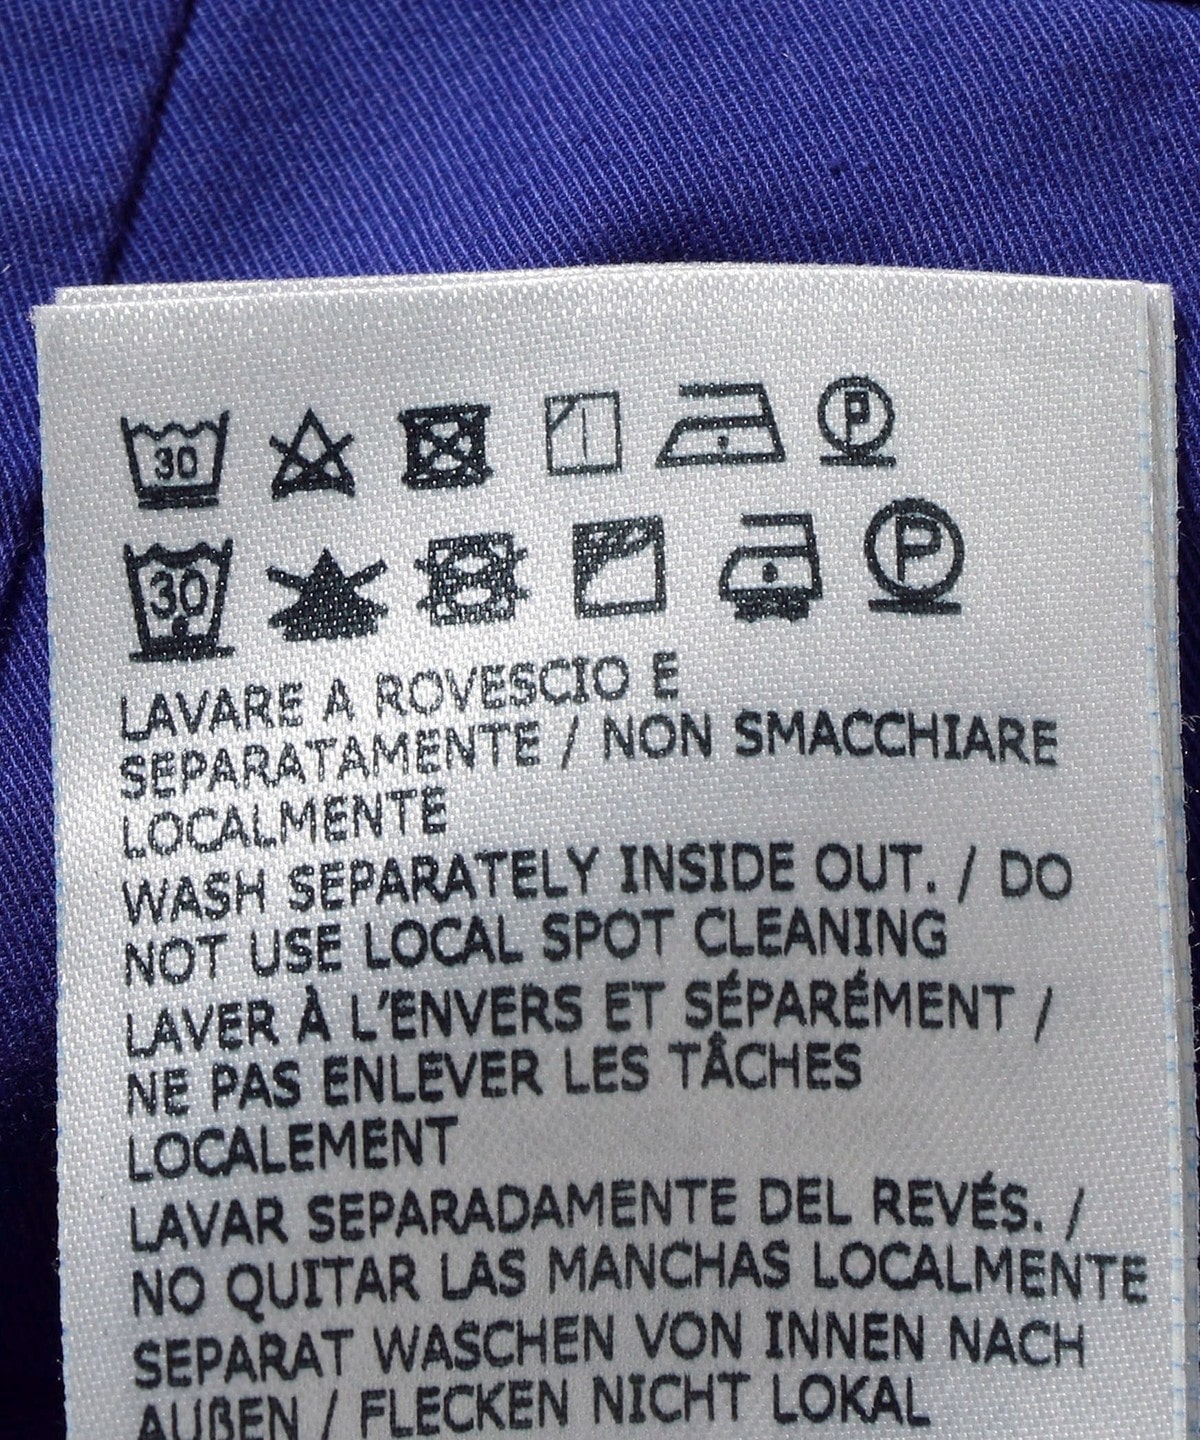 30 P
30 P
LAVARE A ROVESCIO E
SEPARATAMENTE / NON SMACCHIARE
LOCALMENTE
WASH SEPARATELY INSIDE OUT. / DO
NOT USE LOCAL SPOT CLEANING
LAVER À L'ENVERS ET SÉPARÉMENT /
NE PAS ENLEVER LES TÂCHES
LOCALEMENT
LAVAR SEPARADAMENTE DEL REVÉS. /
NO QUITAR LAS MANCHAS LOCALMENTE
SEPARAT WASCHEN VON INNEN NACH
AUßEN / FLECKEN NICHT LOKAL